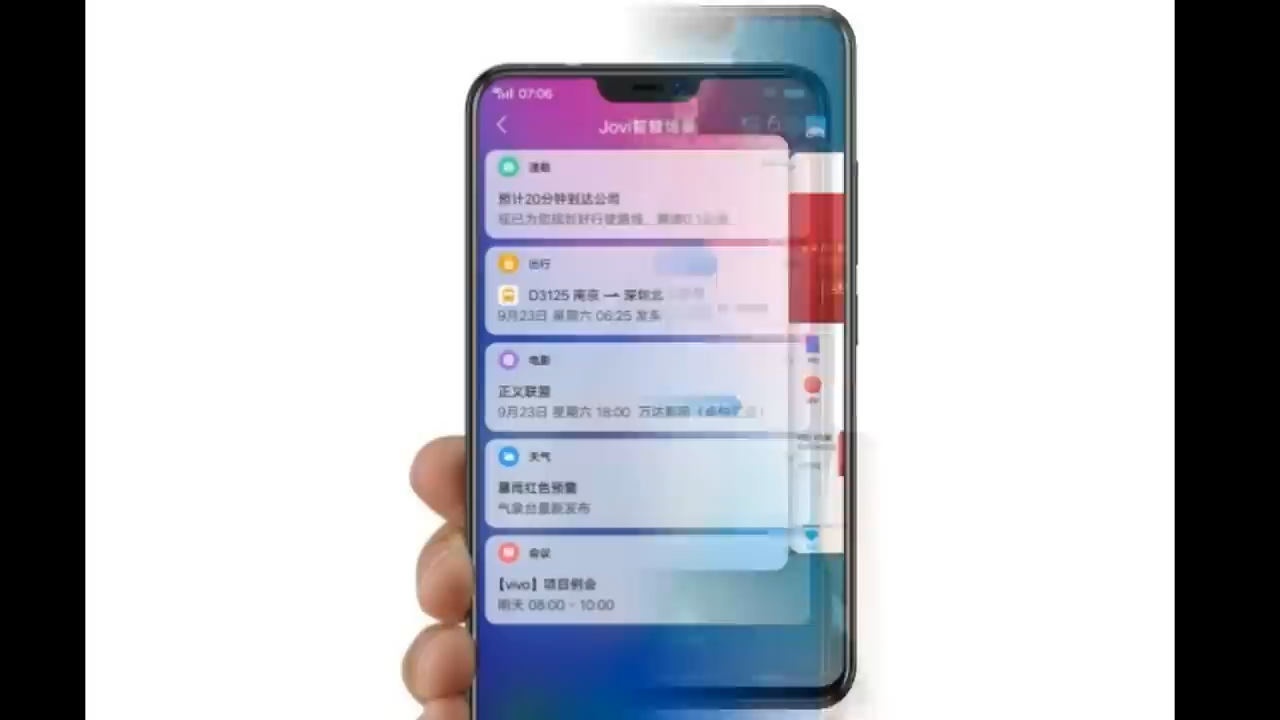 07:06
Jovi智慧场景
通勤
预计20分钟到达公司
出行
D3125 南京 → 深圳北
9月23日 星期六 06:25 发车
电影
正义联盟
9月23日 星期六 18:00 万达影院
天气
暴雨红色预警
气象台最新发布
会议
【vivo】项目例会
明天 08:00 - 10:00